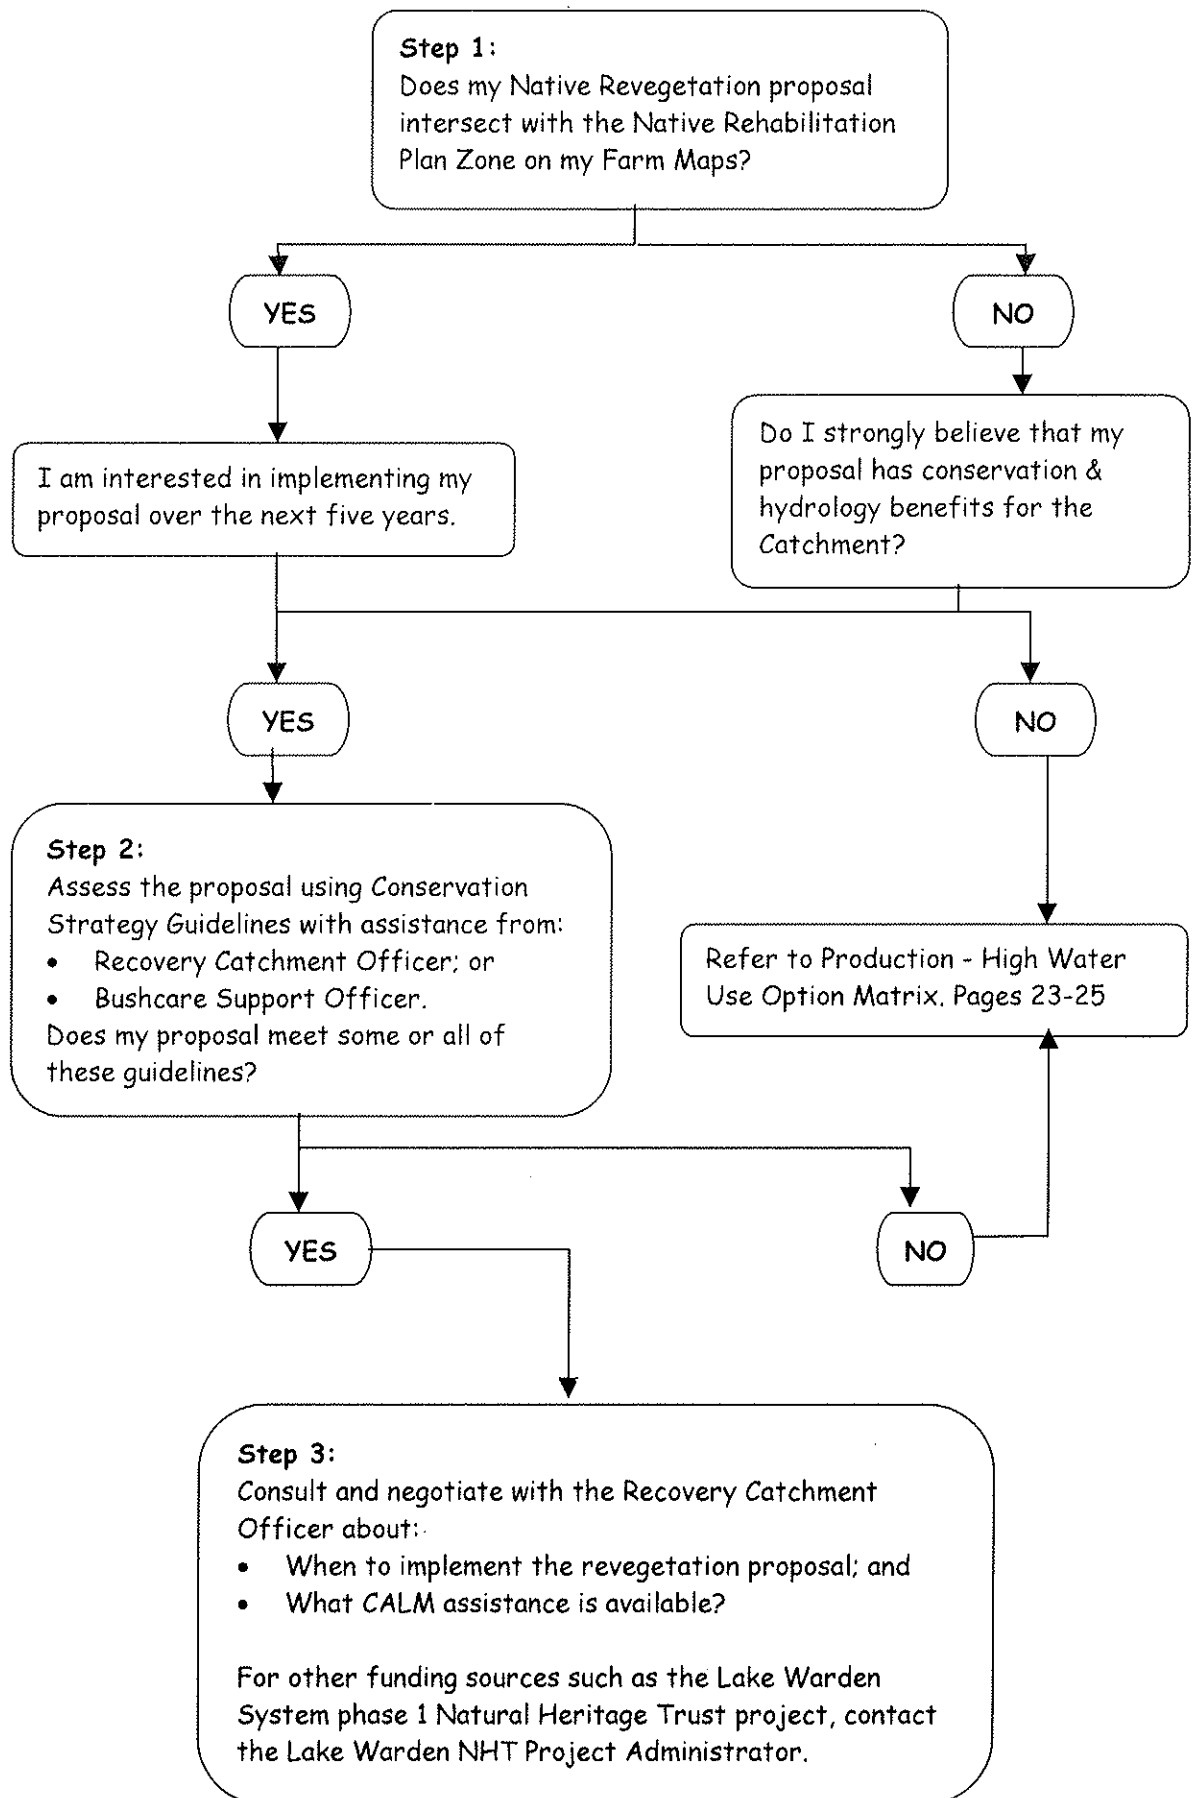 Step 1:
Does my Native Revegetation proposal
intersect with the Native Rehabilitation
Plan Zone on my Farm Maps?
YES
NO
I am interested in implementing my
proposal over the next five years.
Do I strongly believe that my
proposal has conservation &
hydrology benefits for the
Catchment?
YES
NO
Step 2:
Assess the proposal using Conservation
Strategy Guidelines with assistance from:
• Recovery Catchment Officer; or
• Bushcare Support Officer.
Does my proposal meet some or all of
these guidelines?
Refer to Production - High Water
Use Option Matrix. Pages 23-25
YES
NO
Step 3:
Consult and negotiate with the Recovery Catchment
Officer about:
• When to implement the revegetation proposal; and
• What CALM assistance is available?
For other funding sources such as the Lake Warden
System phase 1 Natural Heritage Trust project, contact
the Lake Warden NHT Project Administrator.